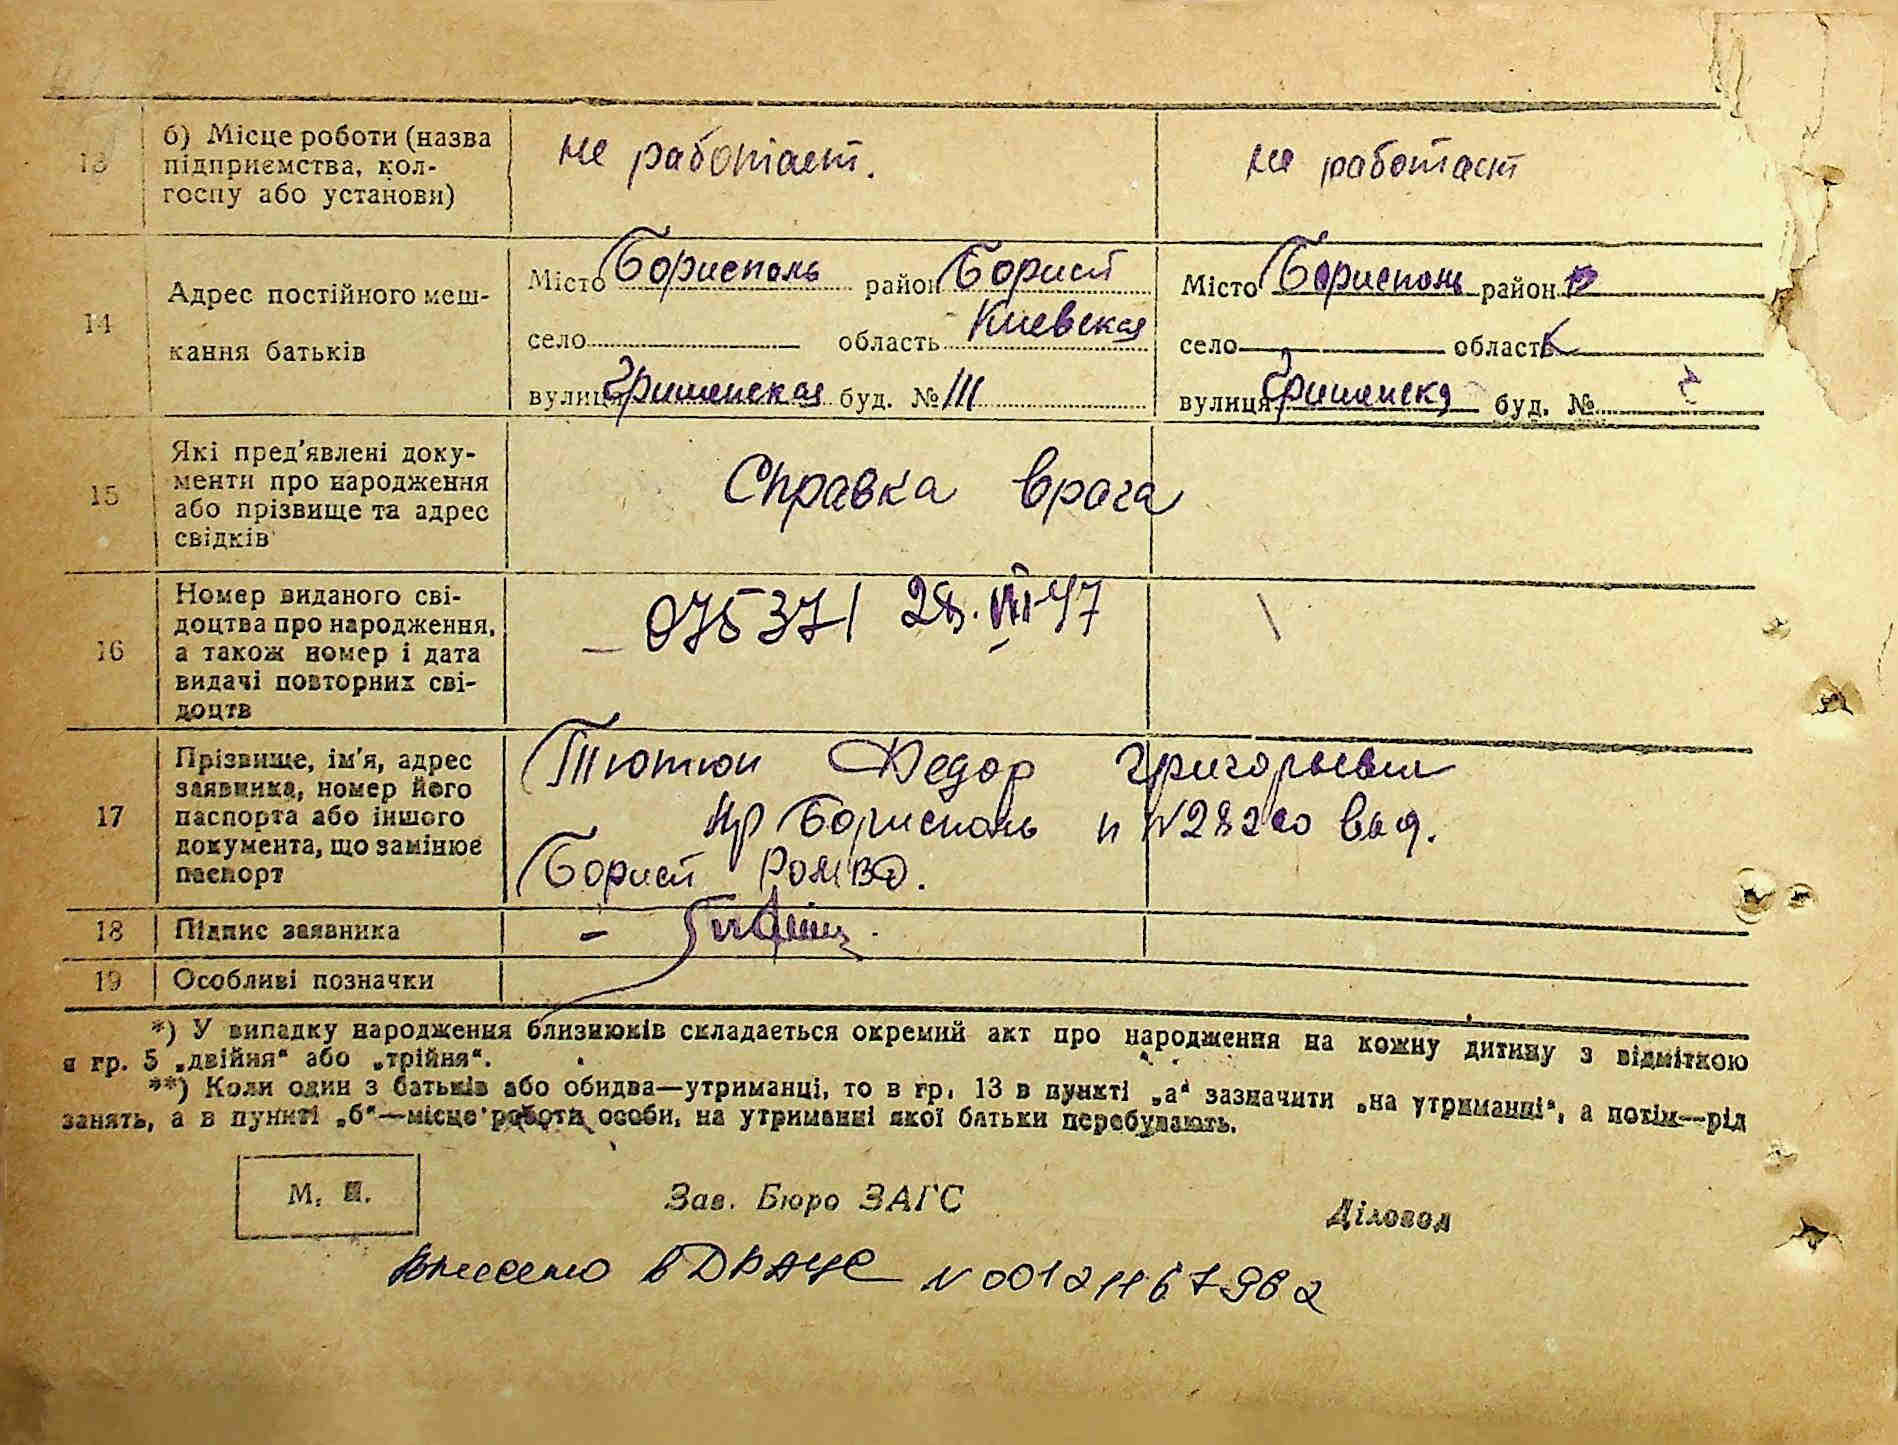 13 б) Місце роботи (назва підприємства, кол-госпу або установи) не работает. не работает
14 Адрес постійного меш-кання батьків
Місто Борисполь район Борисп Місто Борисполь район
село область Киевская село область К
вулиця буд. № вулиця буд. №
15 Які пред'явлені доку-менти про народження або прізвище та адрес свідків Справка врача
16 Номер виданого сві-доцтва про народження, а також номер і дата видачі повторних сві-доцтв 075371 28.VIII-47
17 Прізвище, ім'я, адрес заявника, номер його паспорта або іншого документа, що замінює паспорт
Тютюн Федор Григорьевич
Борисполь п № выд.
Борисп РОМВД.
18 Підпис заявника
19 Особливі позначки
*) У випадку народження близнюків складається окремий акт про народження на кожну дитину з відміткою
в гр. 5 „двійня“ або „трійня“.
**) Коли один з батьків або обидва—утриманці, то в гр. 13 в пункті „а“ зазначити „на утриманні“, а потім—рід
занять, а в пункті „б“—місце роботи особи, на утриманні якої батьки перебувають.
М. П. Зав. Бюро ЗАГС Діловод
Внесено в ДРАЦС N 00121167962